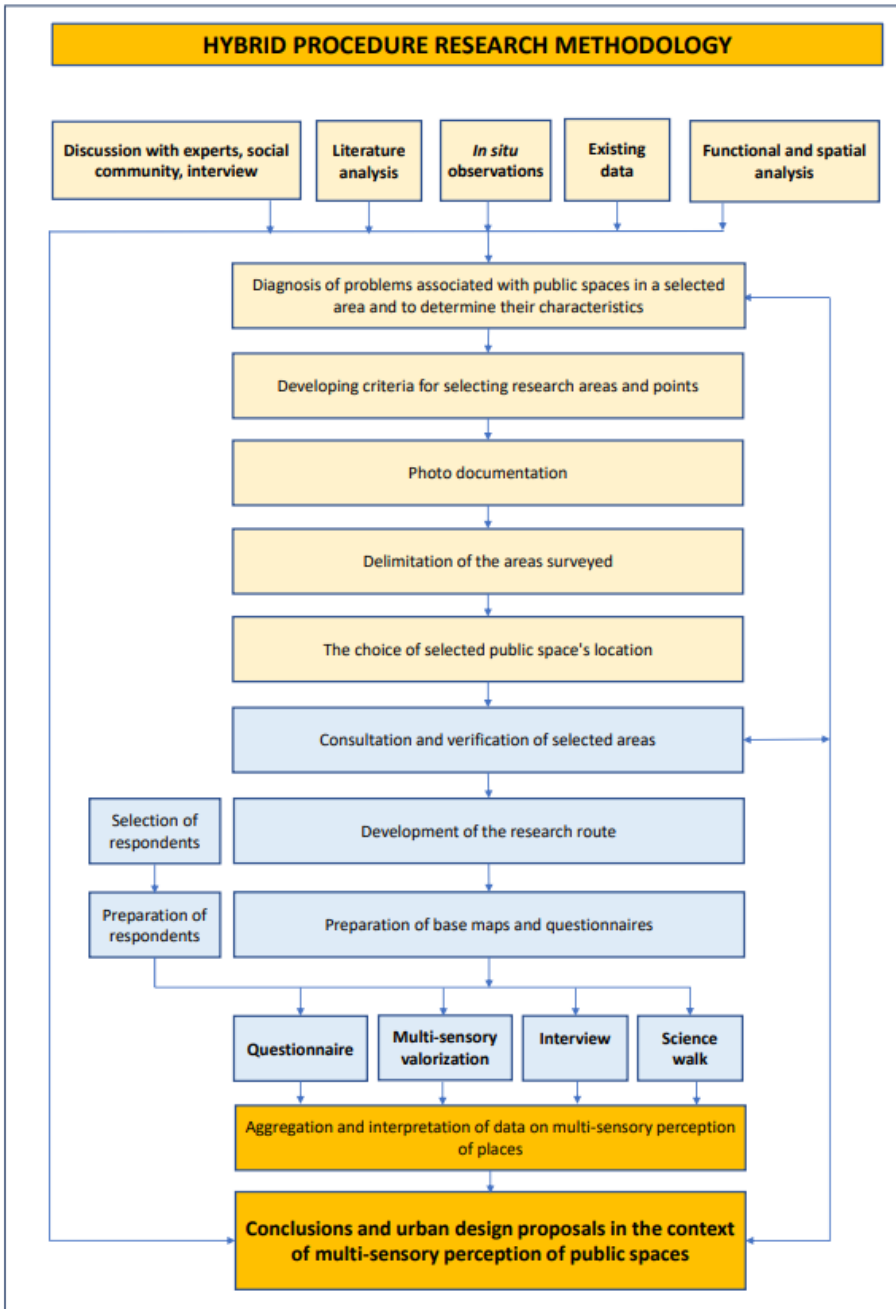 HYBRID PROCEDURE RESEARCH METHODOLOGY
Discussion with experts, social
community, interview
Literature
analysis
In situ
observations
Existing
data
Functional and spatial
analysis
Diagnosis of problems associated with public spaces in a selected
area and to determine their characteristics
Developing criteria for selecting research areas and points
Photo documentation
Delimitation of the areas surveyed
The choice of selected public space's location
Consultation and verification of selected areas
Selection of
respondents
Development of the research route
Preparation of
respondents
Preparation of base maps and questionnaires
Questionnaire
Multi-sensory
valorization
Interview
Science
walk
Aggregation and interpretation of data on multi-sensory perception
of places
Conclusions and urban design proposals in the context
of multi-sensory perception of public spaces